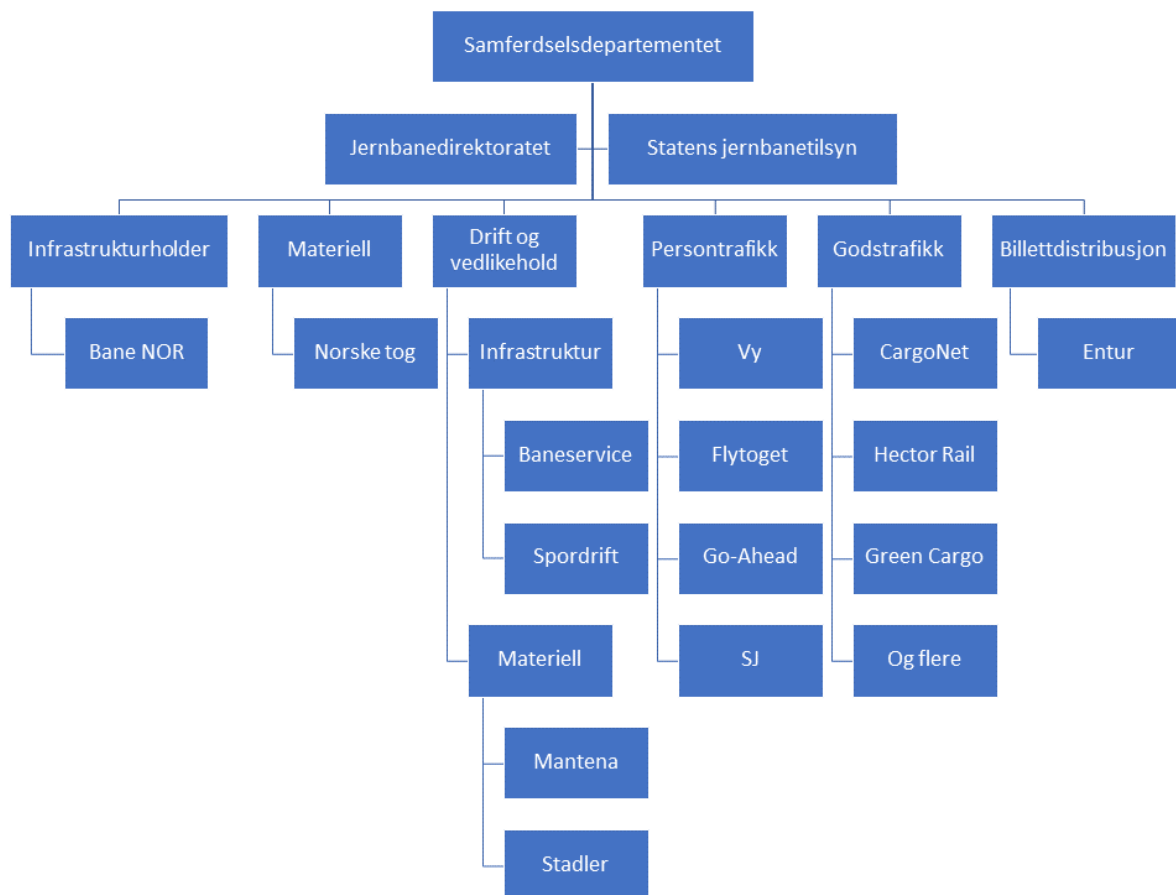 Samferdselsdepartementet
Jernbanedirektoratet
Statens jernbanetilsyn
Infrastrukturholder
Bane NOR
Materiell
Norske tog
Drift og
vedlikehold
Infrastruktur
Baneservice
Spordrift
Materiell
Mantena
Stadler
Persontrafikk
Vy
Flytoget
Go-Ahead
SJ
Godstrafikk
CargoNet
Hector Rail
Green Cargo
Og flere
Billettdistribusjon
Entur